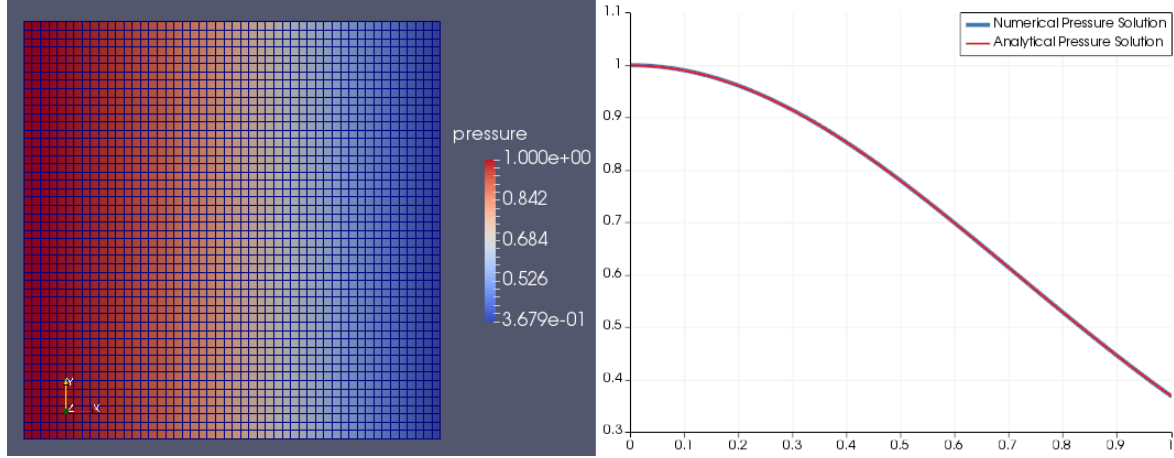 pressure
1.000e+00
0.842
0.684
0.526
3.679e-01
Y
Z X
1.1
1
0.9
0.8
0.7
0.6
0.5
0.4
0.3
0 0.1 0.2 0.3 0.4 0.5 0.6 0.7 0.8 0.9 1
Numerical Pressure Solution
Analytical Pressure Solution